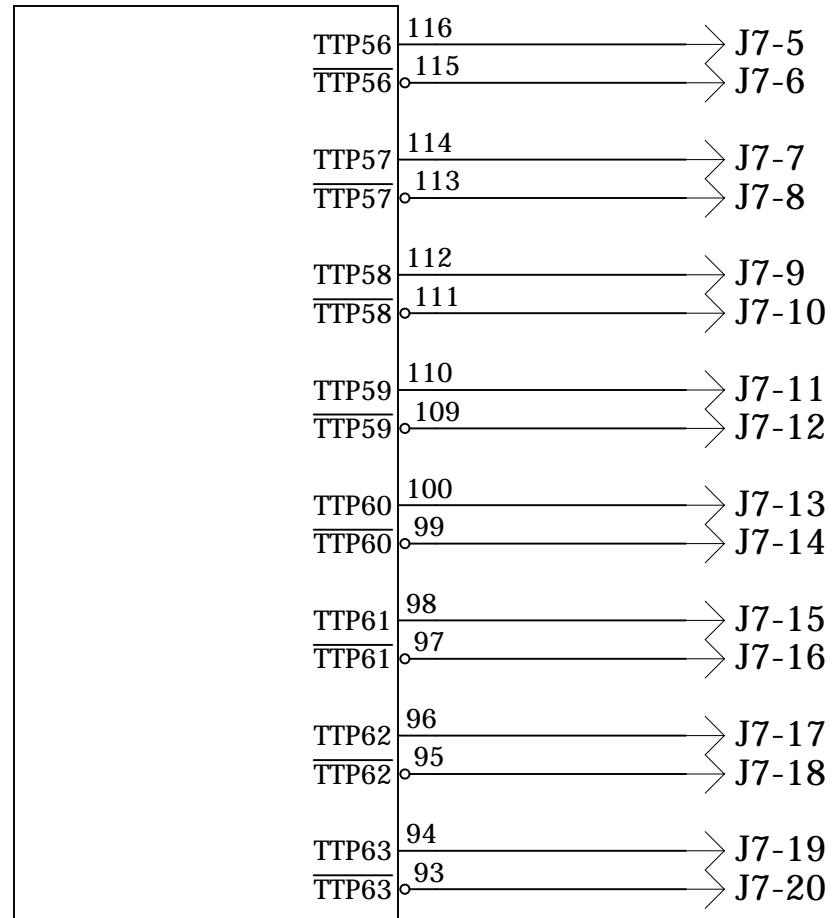 TTP56 116 J7-5
TTP56 115 J7-6
TTP57 114 J7-7
TTP57 113 J7-8
TTP58 112 J7-9
TTP58 111 J7-10
TTP59 110 J7-11
TTP59 109 J7-12
TTP60 100 J7-13
TTP60 99 J7-14
TTP61 98 J7-15
TTP61 97 J7-16
TTP62 96 J7-17
TTP62 95 J7-18
TTP63 94 J7-19
TTP63 93 J7-20